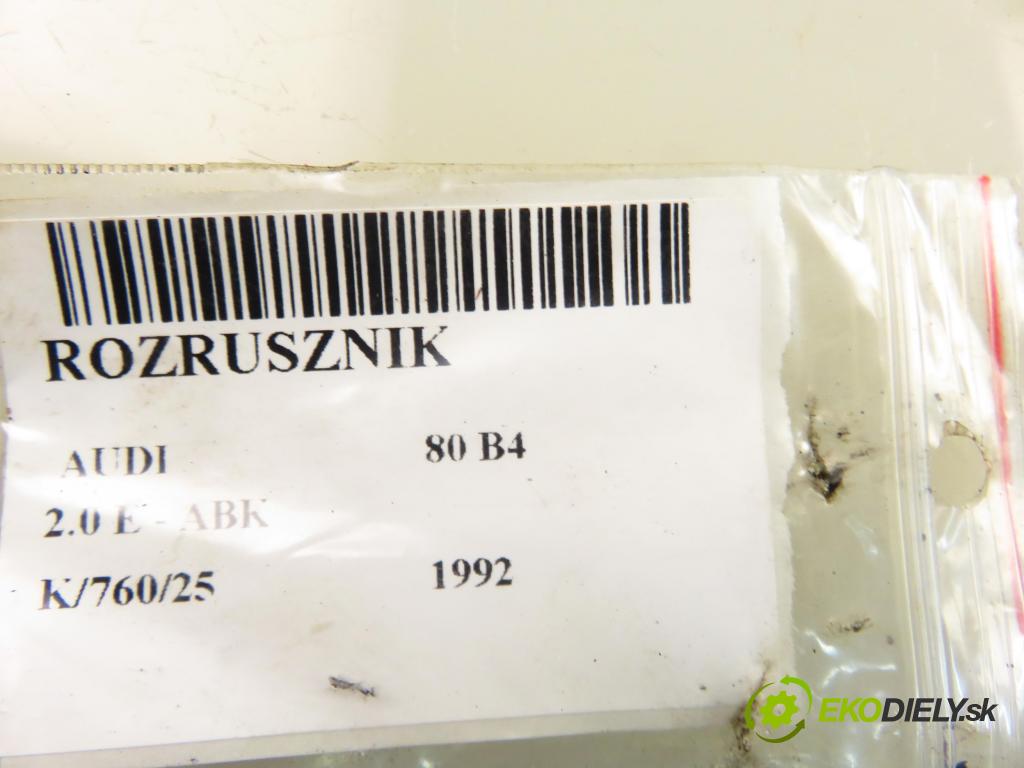 ROZRUSZNIK
AUDI 80 B4
2.0 E - ABK
K/760/25 1992
EKODIELY.sk